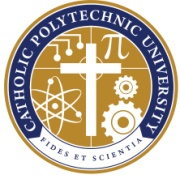 CATHOLIC POLYTECHNIC UNIVERSITY
π
FIDES ET SCIENTIA